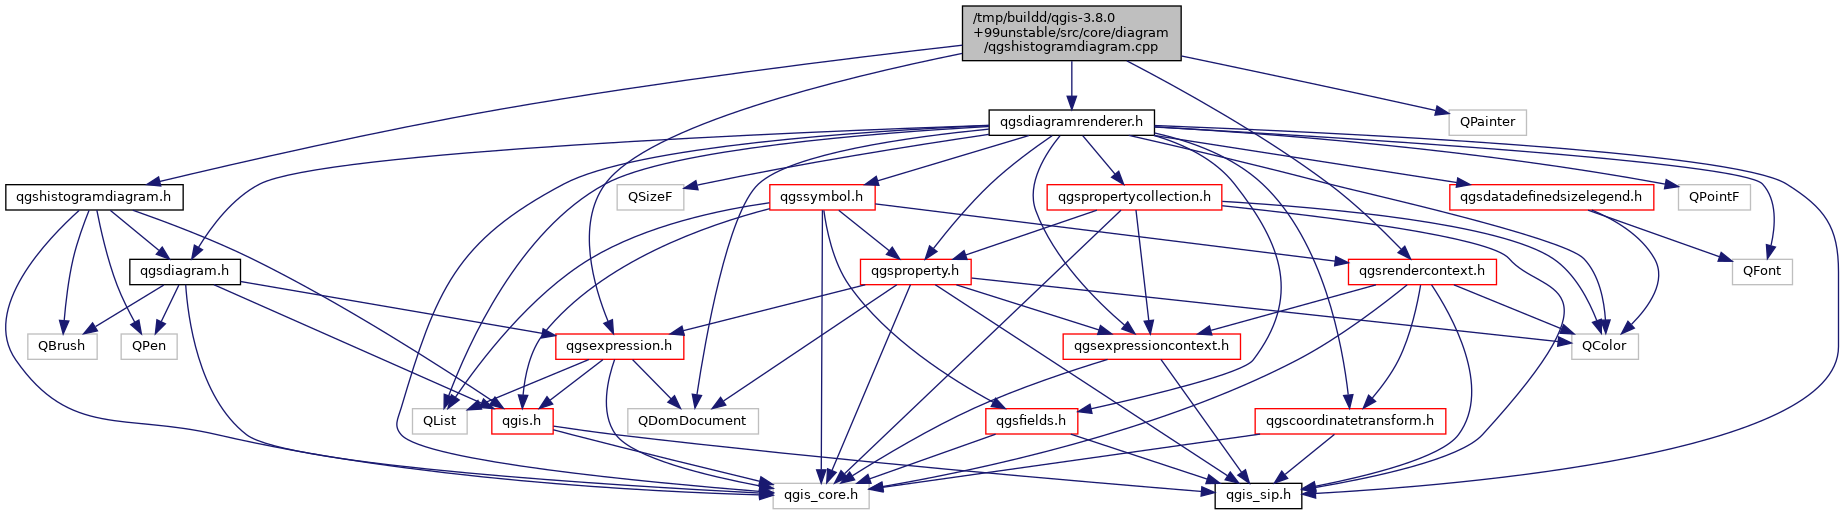 /tmp/buildd/qgis-3.8.0
+99unstable/src/core/diagram
/qgshistogramdiagram.cpp
qgsdiagramrenderer.h
QPainter
qgshistogramdiagram.h
QSizeF
qgssymbol.h
qgspropertycollection.h
qgsdatadefinedsizelegend.h
QPointF
qgsdiagram.h
qgsproperty.h
qgsrendercontext.h
QFont
QBrush
QPen
qgsexpression.h
qgsexpressioncontext.h
QColor
QList
qgis.h
QDomDocument
qgsfields.h
qgscoordinatetransform.h
qgis_core.h
qgis_sip.h